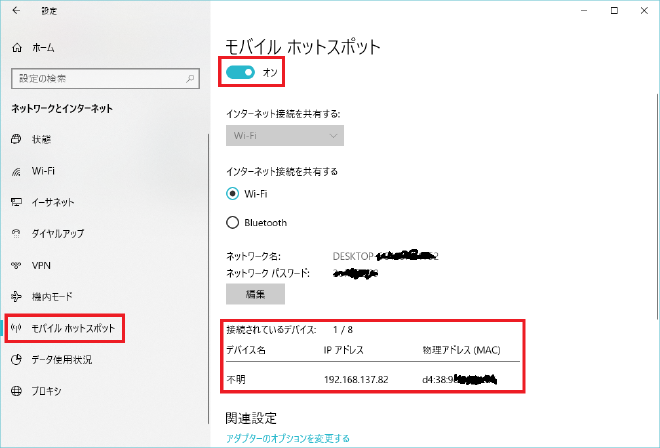 設定
ホーム
設定の検索
ネットワークとインターネット
状態
Wi-Fi
イーサネット
ダイヤルアップ
VPN
機内モード
モバイル ホットスポット
データ使用状況
プロキシ
モバイル ホットスポット
オン
インターネット接続を共有する:
Wi-Fi
インターネット接続を共有する
Wi-Fi
Bluetooth
ネットワーク名: DESKTOP-
ネットワーク パスワード:
編集
接続されているデバイス: 1 / 8
デバイス名 IP アドレス 物理アドレス (MAC)
不明 192.168.137.82 d4:38:9
関連設定
アダプターのオプションを変更する